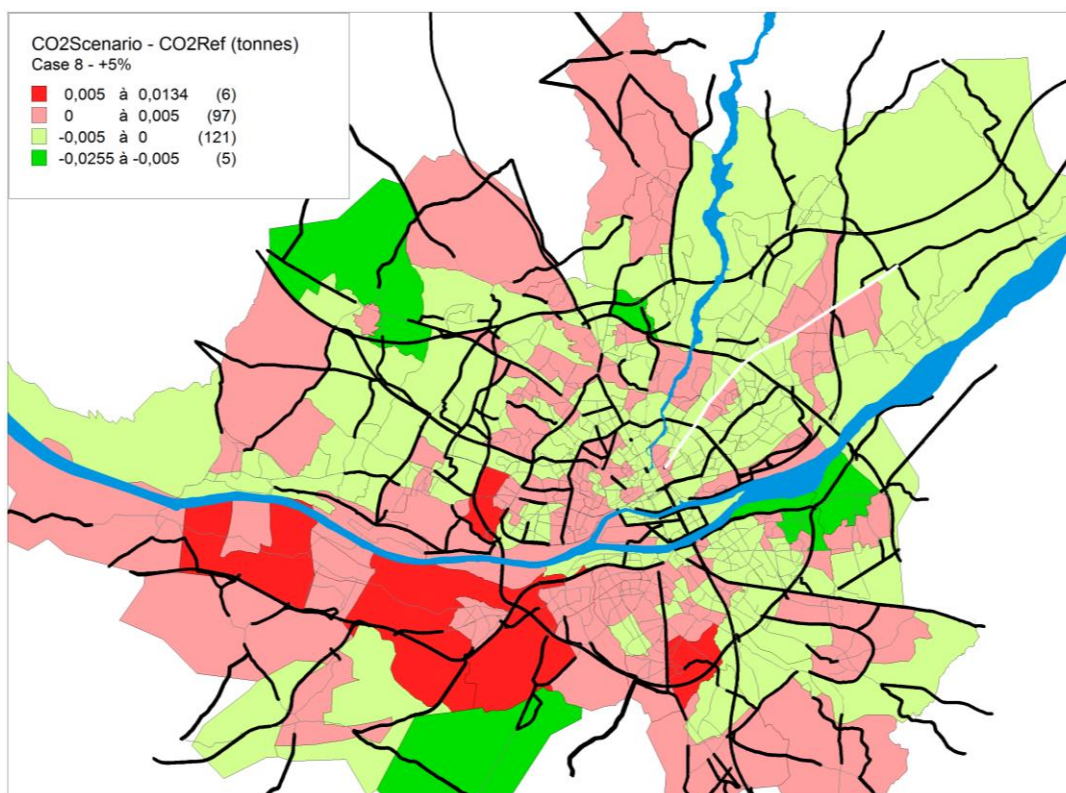 CO2Scenario - CO2Ref (tonnes)
Case 8 - +5%
0,005 à 0,0134 (6)
0 à 0,005 (97)
-0,005 à 0 (121)
-0,0255 à -0,005 (5)